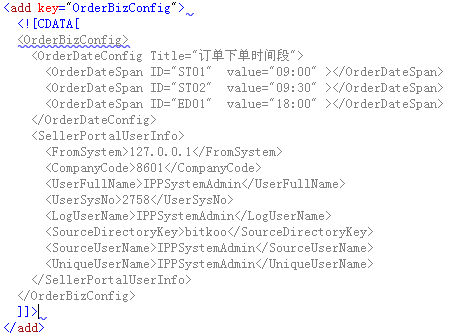 <add key="OrderBizConfig">
<![CDATA[
<OrderBizConfig>
<OrderDateConfig Title="订单下单时间段">
<OrderDateSpan ID="ST01" value="09:00" ></OrderDateSpan>
<OrderDateSpan ID="ST02" value="09:30" ></OrderDateSpan>
<OrderDateSpan ID="ED01" value="18:00" ></OrderDateSpan>
</OrderDateConfig>
<SellerPortalUserInfo>
<FromSystem>127.0.0.1</FromSystem>
<CompanyCode>8601</CompanyCode>
<UserFullName>IPPSystemAdmin</UserFullName>
<UserSysNo>2758</UserSysNo>
<LogUserName>IPPSystemAdmin</LogUserName>
<SourceDirectoryKey>bitkoo</SourceDirectoryKey>
<SourceUserName>IPPSystemAdmin</SourceUserName>
<UniqueUserName>IPPSystemAdmin</UniqueUserName>
</SellerPortalUserInfo>
</OrderBizConfig>
]]>
</add>